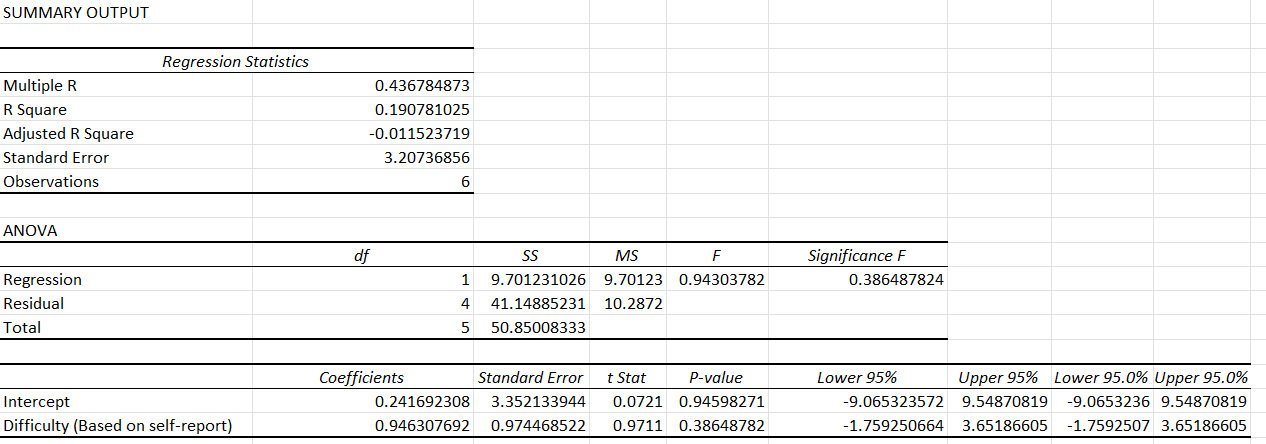 SUMMARY OUTPUT
Regression Statistics
Multiple R 0.436784873
R Square 0.190781025
Adjusted R Square -0.011523719
Standard Error 3.20736856
Observations 6
ANOVA
df SS MS F Significance F
Regression 1 9.701231026 9.70123 0.94303782 0.386487824
Residual 4 41.14885231 10.2872
Total 5 50.85008333
Coefficients Standard Error t Stat P-value Lower 95% Upper 95% Lower 95.0% Upper 95.0%
Intercept 0.241692308 3.352133944 0.0721 0.94598271 -9.065323572 9.54870819 -9.0653236 9.54870819
Difficulty (Based on self-report) 0.946307692 0.974468522 0.9711 0.38648782 -1.759250664 3.65186605 -1.7592507 3.65186605